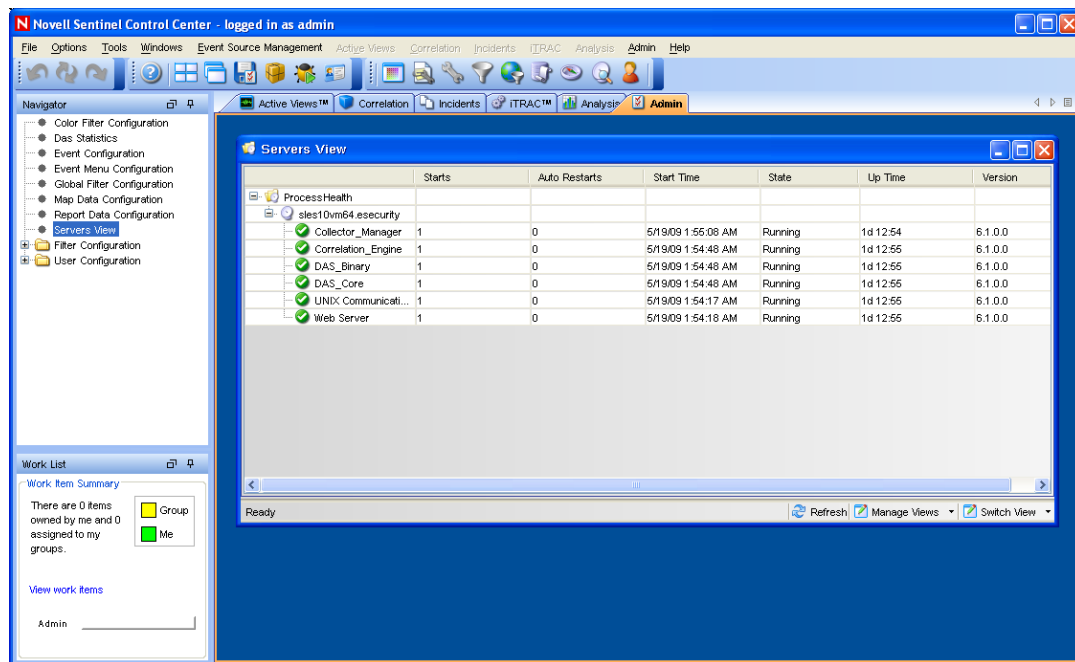 Novell Sentinel Control Center - logged in as admin
File Options Tools Windows Event Source Management Active Views Correlation Incidents iTRAC Analysis Admin Help
Navigator
Active Views™ Correlation Incidents iTRAC™ Analysis Admin
Color Filter Configuration
Das Statistics
Event Configuration
Event Menu Configuration
Global Filter Configuration
Map Data Configuration
Report Data Configuration
Servers View
Filter Configuration
User Configuration
Servers View
Starts Auto Restarts Start Time State Up Time Version
ProcessHealth
sles10vm64.esecurity
Collector_Manager 1 0 5/19/09 1:55:08 AM Running 1d 12:54 6.1.0.0
Correlation_Engine 1 0 5/19/09 1:54:48 AM Running 1d 12:55 6.1.0.0
DAS_Binary 1 0 5/19/09 1:54:48 AM Running 1d 12:55 6.1.0.0
DAS_Core 1 0 5/19/09 1:54:48 AM Running 1d 12:55 6.1.0.0
UNIX Communicati... 1 0 5/19/09 1:54:17 AM Running 1d 12:55 6.1.0.0
Web Server 1 0 5/19/09 1:54:18 AM Running 1d 12:55 6.1.0.0
Ready Refresh Manage Views Switch View
Work List
Work Item Summary
There are 0 items
owned by me and 0
assigned to my
groups.
Group
Me
View work items
Admin